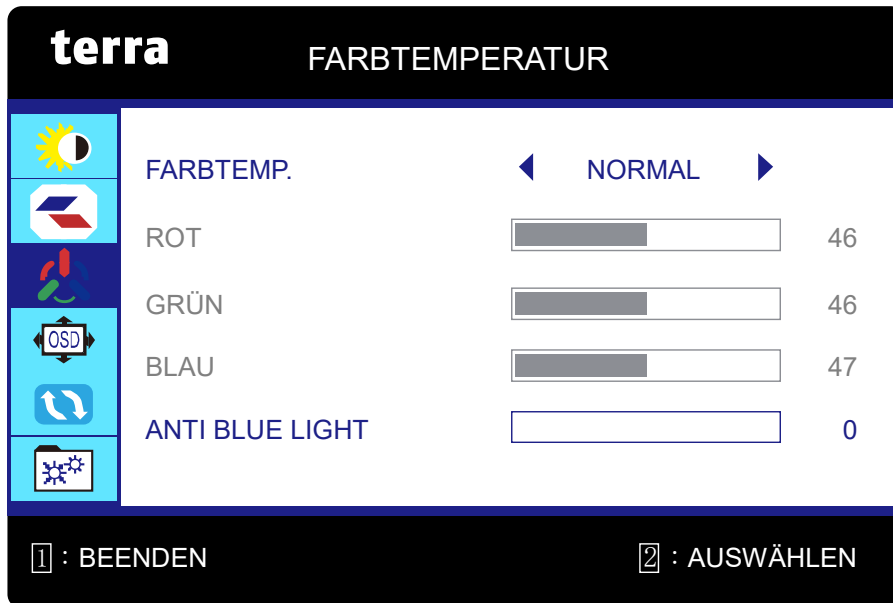 terra
FARBTEMPERATUR
FARBTEMP. NORMAL
ROT 46
GRÜN 46
BLAU 47
OSD
ANTI BLUE LIGHT 0
1 : BEENDEN 2 : AUSWÄHLEN